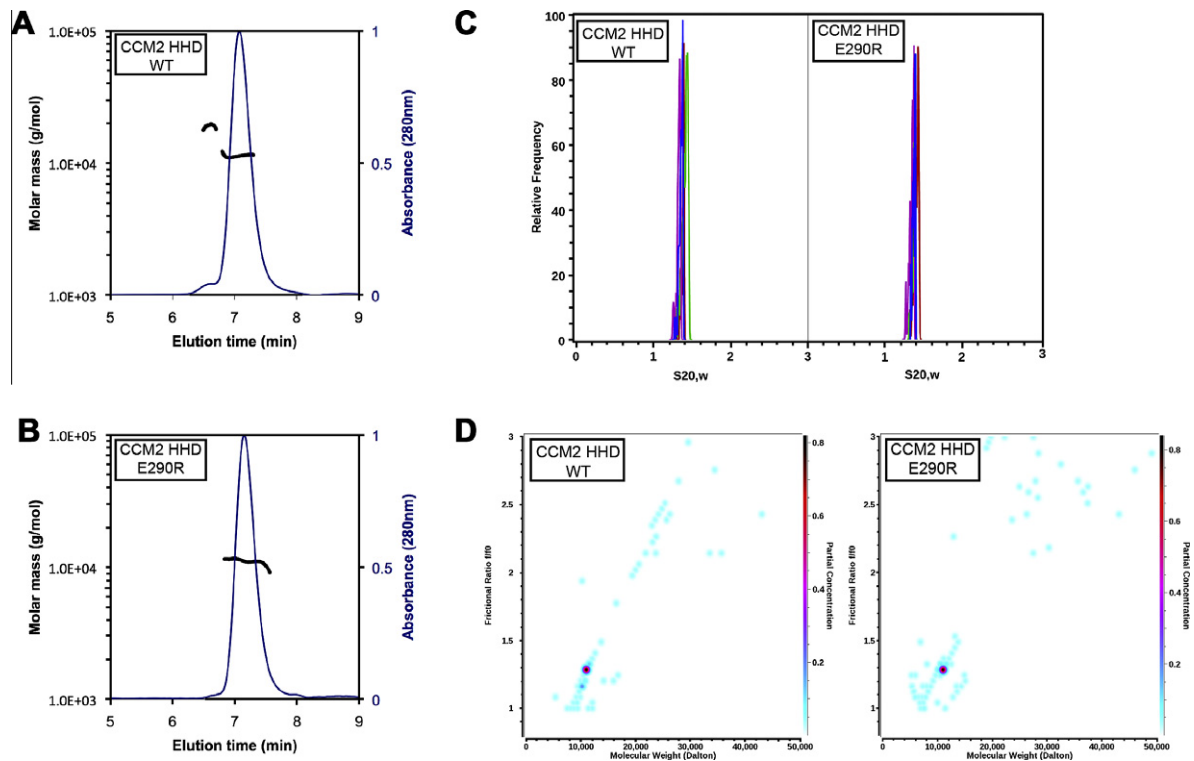 A
CCM2 HHD
WT
1.0E+05
1.0E+04
1.0E+03
Molar mass (g/mol)
1
0.5
0
Absorbance (280nm)
5 6 7 8 9
Elution time (min)
B
CCM2 HHD
E290R
1.0E+05
1.0E+04
1.0E+03
Molar mass (g/mol)
1
0.5
0
Absorbance (280nm)
5 6 7 8 9
Elution time (min)
C
CCM2 HHD
WT
CCM2 HHD
E290R
100
80
60
40
20
0
Relative Frequency
0 1 2 3 1 2 3
S20,w S20,w
D
CCM2 HHD
WT
3
2.5
2
1.5
1
Frictional Ratio f/f0
0 10,000 20,000 30,000 40,000 50,000
Molecular Weight (Dalton)
0.8
0.6
0.4
0.2
Partial Concentration
CCM2 HHD
E290R
3
2.5
2
1.5
1
Frictional Ratio f/f0
0 10,000 20,000 30,000 40,000 50,000
Molecular Weight (Dalton)
0.8
0.6
0.4
0.2
Partial Concentration